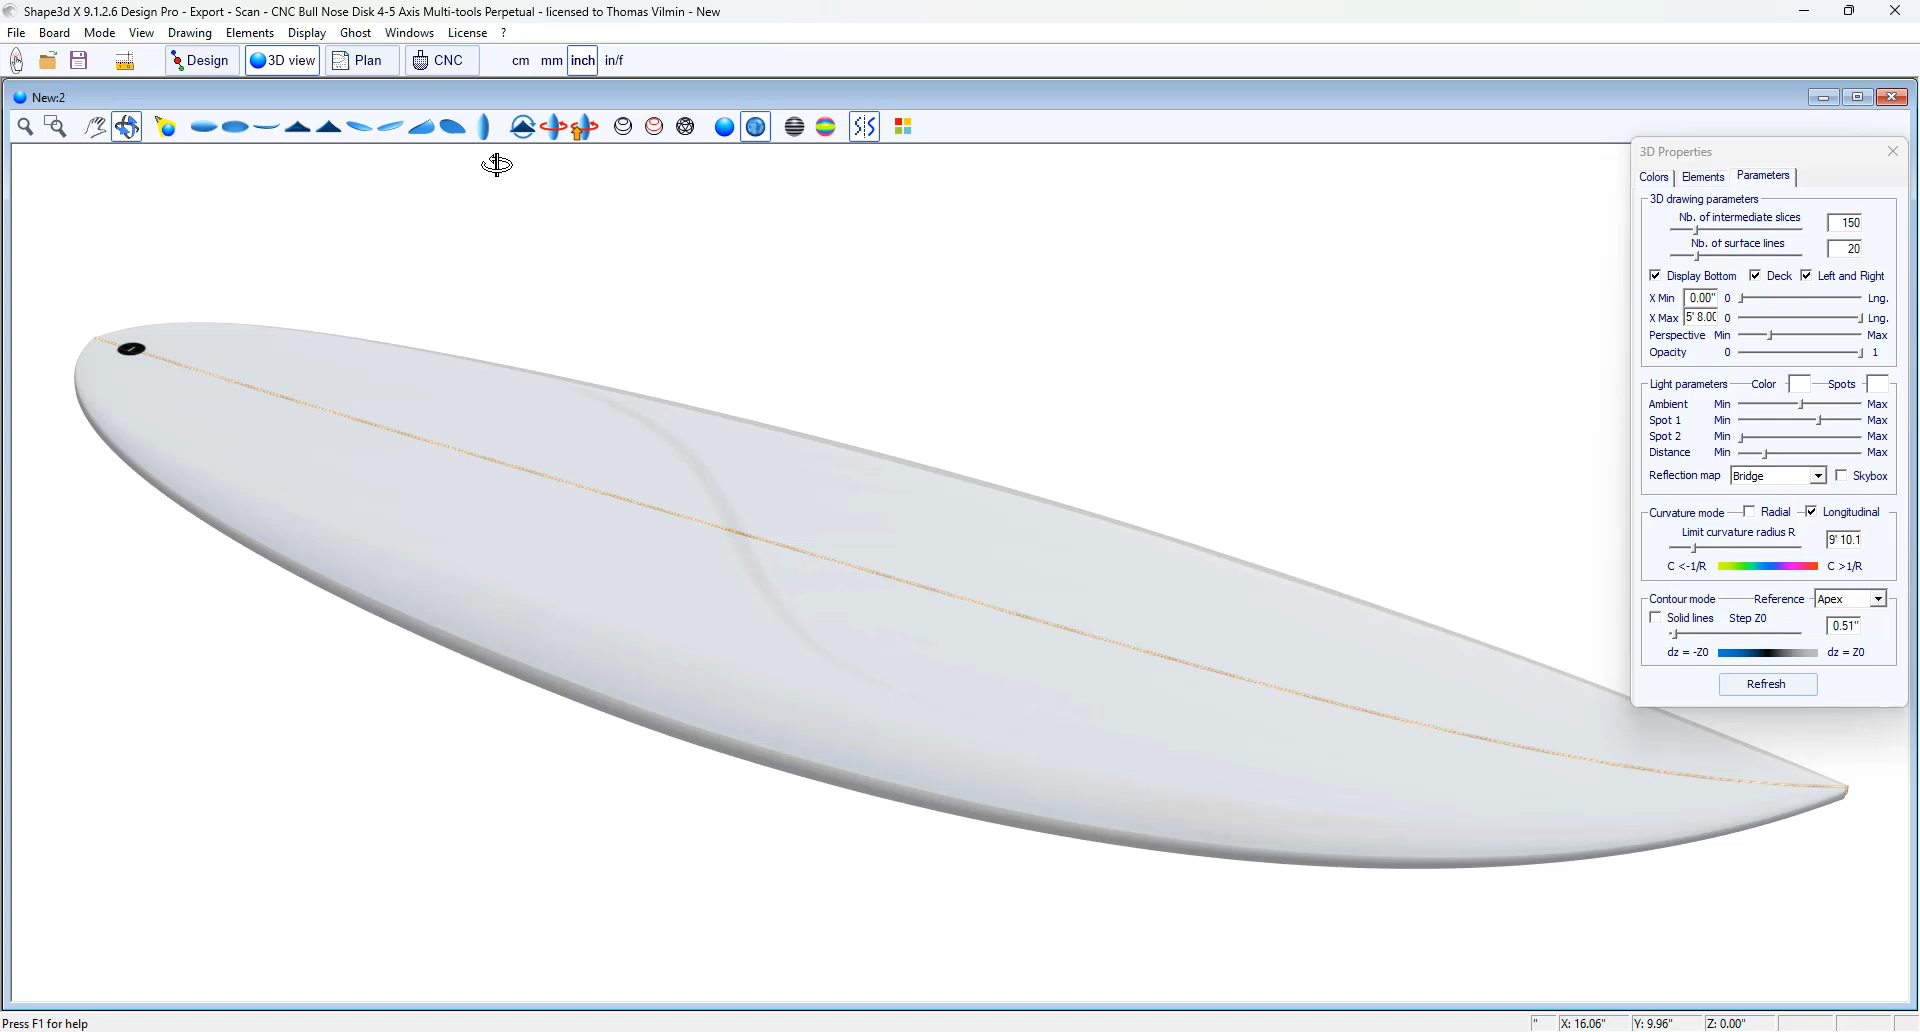 Shape3d X 9.1.2.6 Design Pro - Export - Scan - CNC Bull Nose Disk 4-5 Axis Multi-tools Perpetual - licensed to Thomas Vilmin - New
File Board Mode View Drawing Elements Display Ghost Windows License ?
Design 3D view Plan CNC cm mm inch in/f
New:2
3D Properties
Colors Elements Parameters
3D drawing parameters
Nb. of intermediate slices 150
Nb. of surface lines 20
Display Bottom Deck Left and Right
X Min 0.00" 0 Lng.
X Max 5' 8.00 0 Lng.
Perspective Min Max
Opacity 0 1
Light parameters Color Spots
Ambient Min Max
Spot 1 Min Max
Spot 2 Min Max
Distance Min Max
Reflection map Bridge Skybox
Curvature mode Radial Longitudinal
Limit curvature radius R 9' 10.1
C <-1/R C >1/R
Contour mode Reference Apex
Solid lines Step Z0 0.51"
dz = -Z0 dz = Z0
Refresh
Press F1 for help " X: 16.06" Y: 9.96" Z: 0.00"